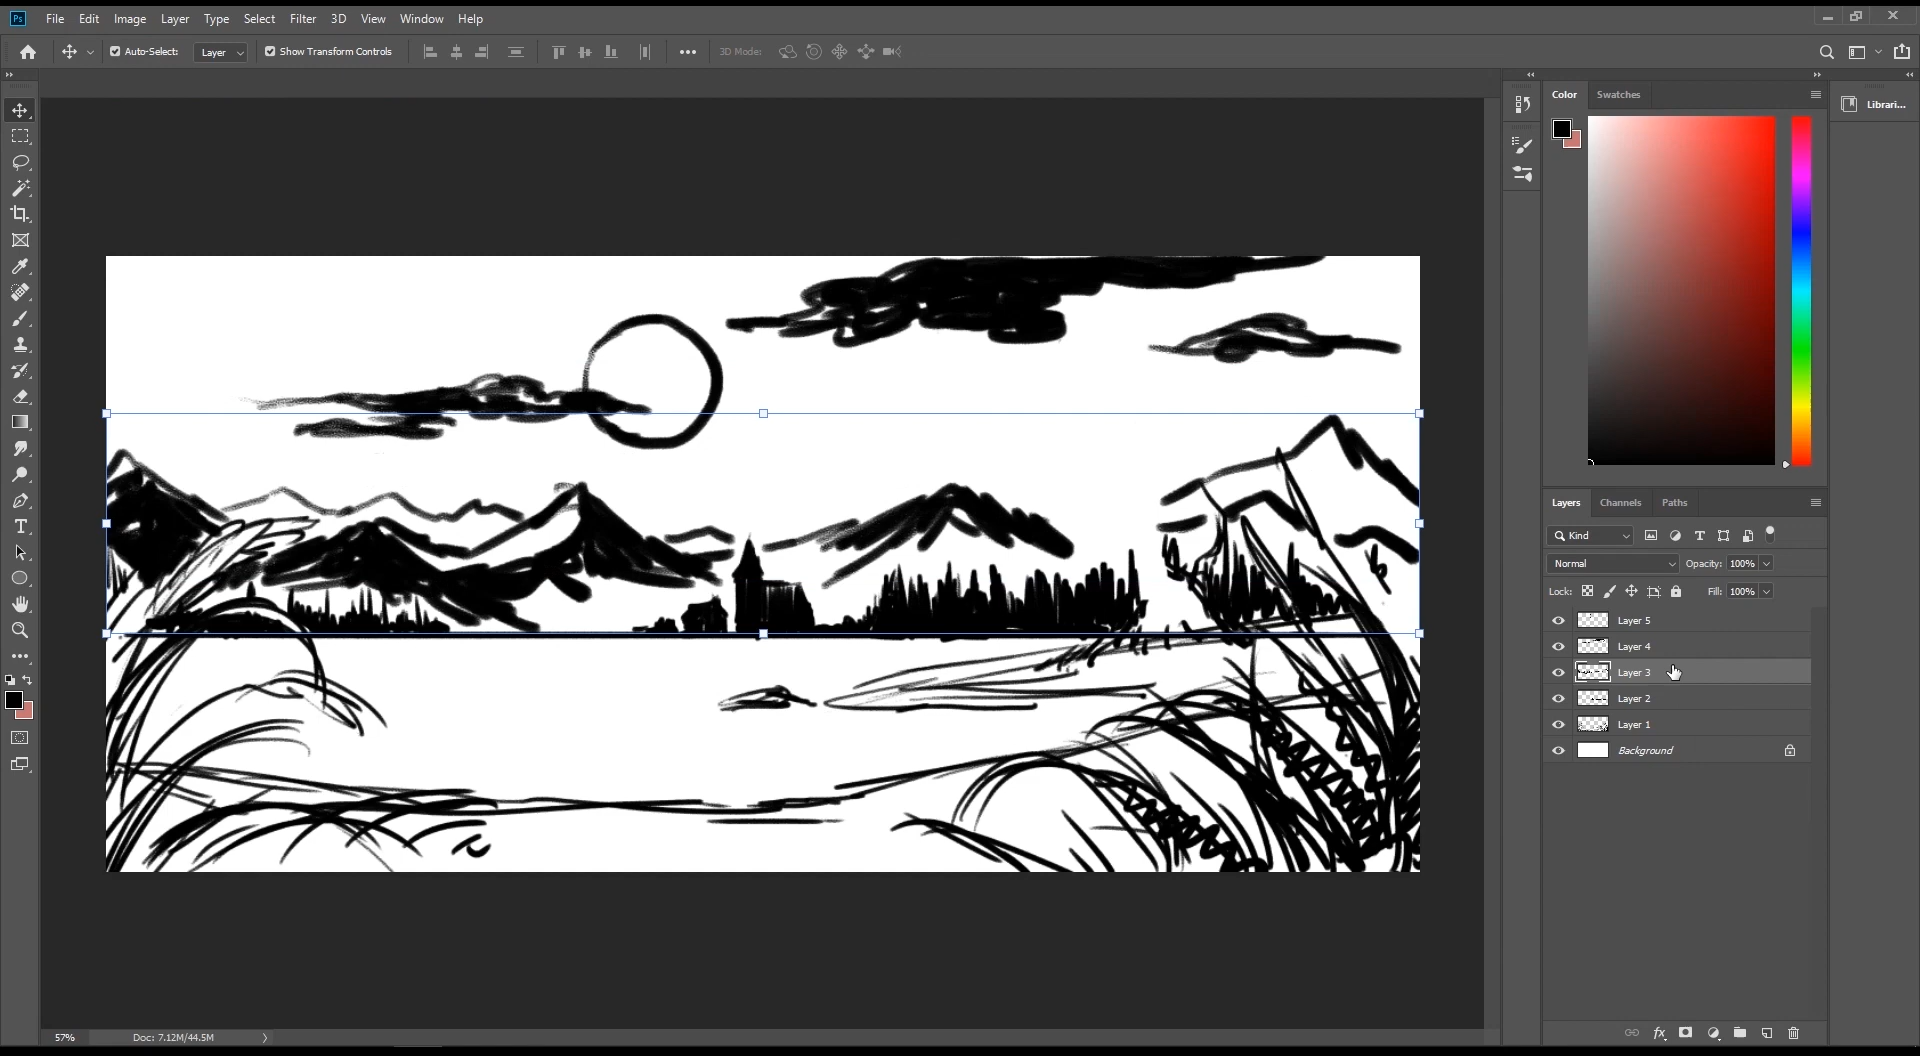 Ps File Edit Image Layer Type Select Filter 3D View Window Help
Auto-Select: Layer Show Transform Controls 3D Mode:
Color Swatches
Librari...
Layers Channels Paths
Kind
Normal Opacity: 100%
Lock: Fill: 100%
Layer 5
Layer 4
Layer 3
Layer 2
Layer 1
Background
T
fx
57% Doc: 7.12M/44.5M